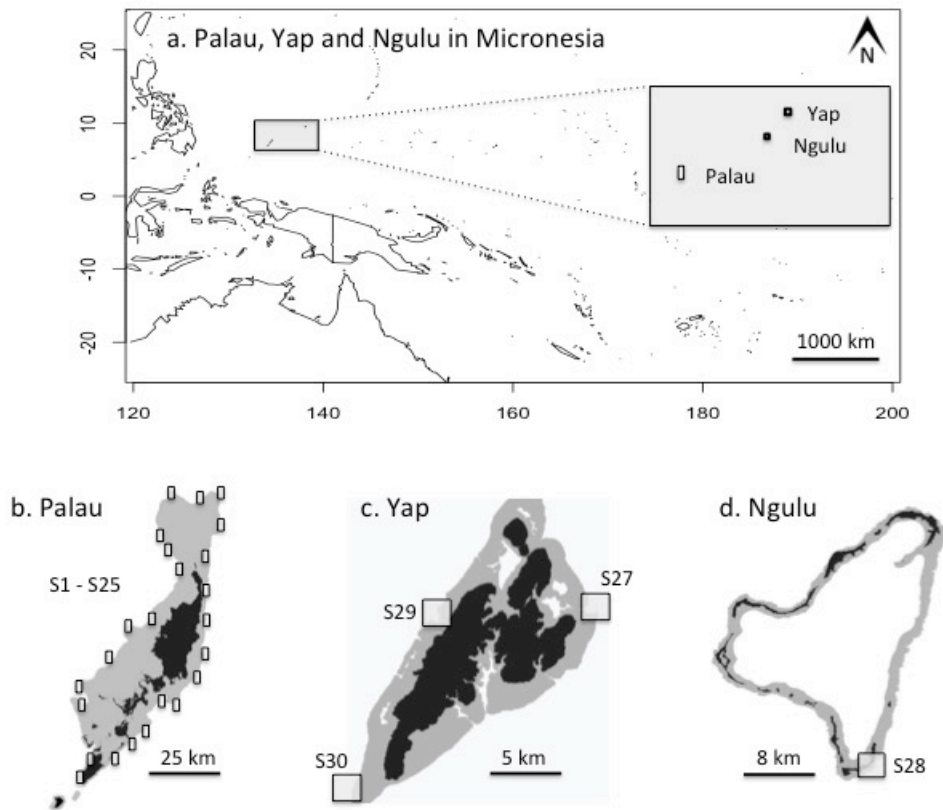 a. Palau, Yap and Ngulu in Micronesia
N
20
10
0
-10
-20
Yap
Ngulu
Palau
1000 km
120 140 160 180 200
b. Palau
S1 - S25
25 km
c. Yap
S27
S29
S30
5 km
d. Ngulu
8 km
S28